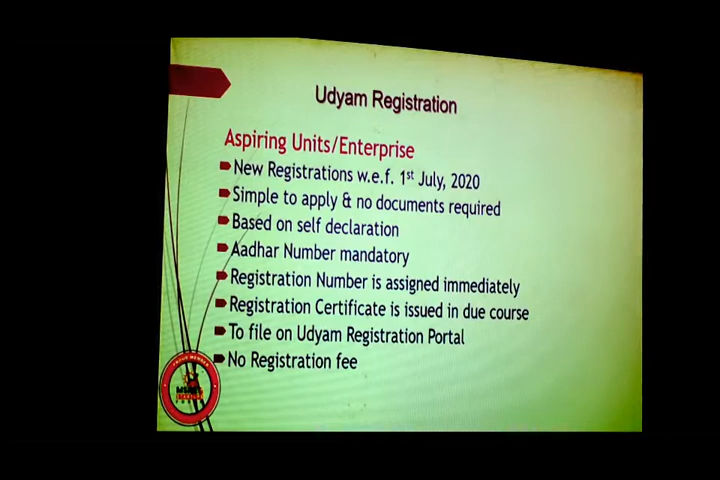 Udyam Registration
Aspiring Units/Enterprise
New Registrations w.e.f. 1st July, 2020
Simple to apply & no documents required
Based on self declaration
Aadhar Number mandatory
Registration Number is assigned immediately
Registration Certificate is issued in due course
To file on Udyam Registration Portal
No Registration fee
PROUD MEMBER